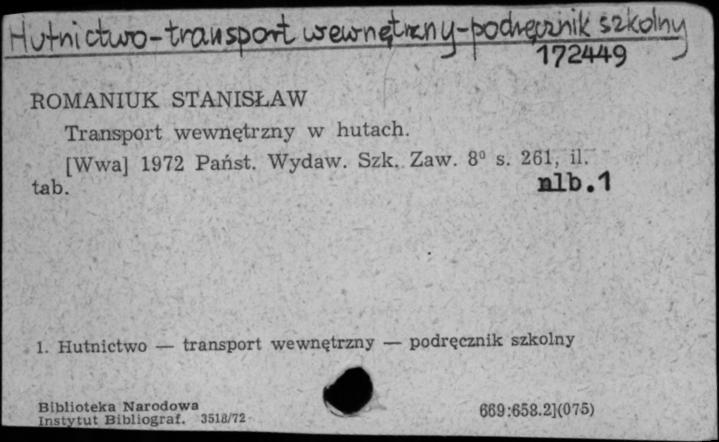 Hutnictwo-transport wewnętrzny-podręcznik szkolny
172449
ROMANIUK STANISŁAW
Transport wewnętrzny w hutach.
[Wwa] 1972 Państ. Wydaw. Szk. Zaw. 8⁰ s. 261, il.
tab. nlb.1
1. Hutnictwo — transport wewnętrzny — podręcznik szkolny
Biblioteka Narodowa
Instytut Bibliograf. 3518/72
669:658.2](075)